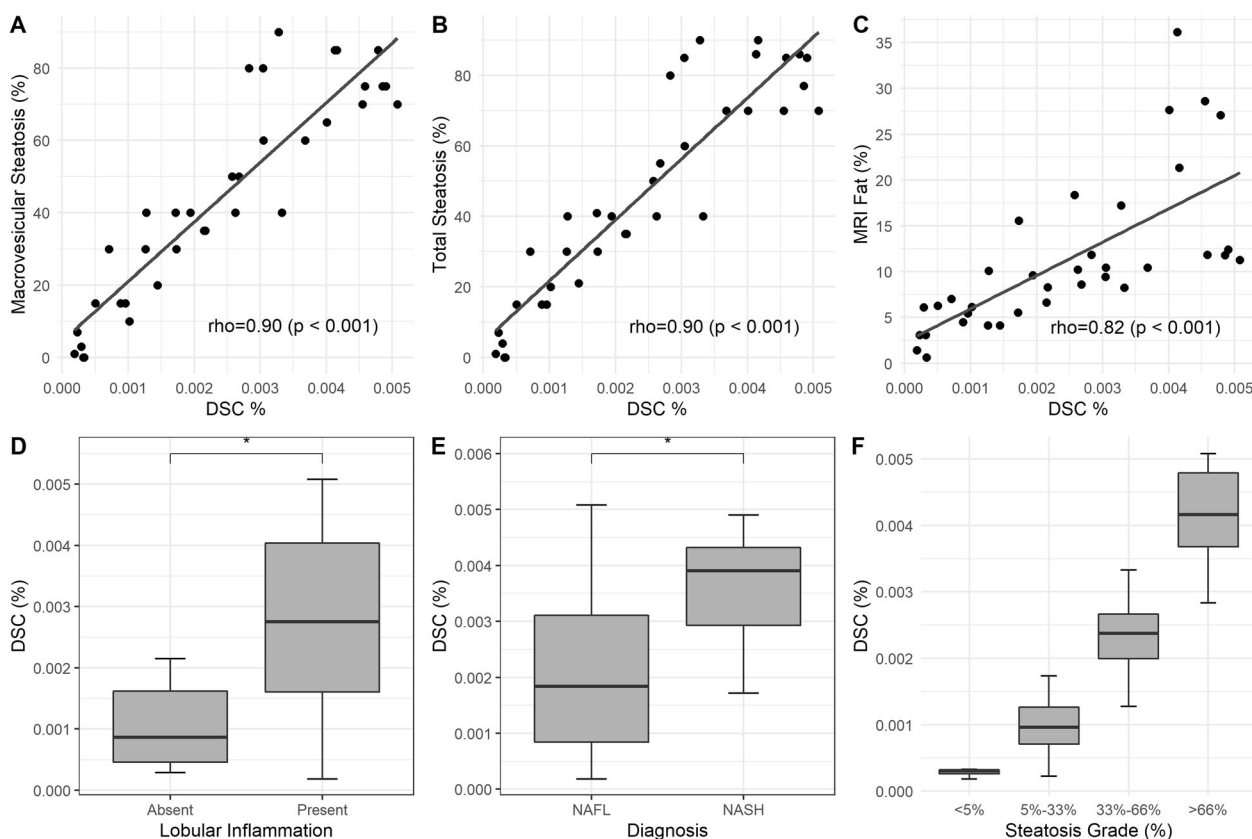 A
Macrovesicular Steatosis (%)
80
60
40
20
0
rho=0.90 (p < 0.001)
0.000 0.001 0.002 0.003 0.004 0.005
DSC %
B
Total Steatosis (%)
80
60
40
20
0
rho=0.90 (p < 0.001)
0.000 0.001 0.002 0.003 0.004 0.005
DSC %
C
MRI Fat (%)
35
30
25
20
15
10
5
0
rho=0.82 (p < 0.001)
0.000 0.001 0.002 0.003 0.004 0.005
DSC %
D
*
DSC (%)
0.005
0.004
0.003
0.002
0.001
0.000
Absent Present
Lobular Inflammation
E
*
DSC (%)
0.006
0.005
0.004
0.003
0.002
0.001
0.000
NAFL NASH
Diagnosis
F
DSC (%)
0.005
0.004
0.003
0.002
0.001
0.000
<5% 5%-33% 33%-66% >66%
Steatosis Grade (%)